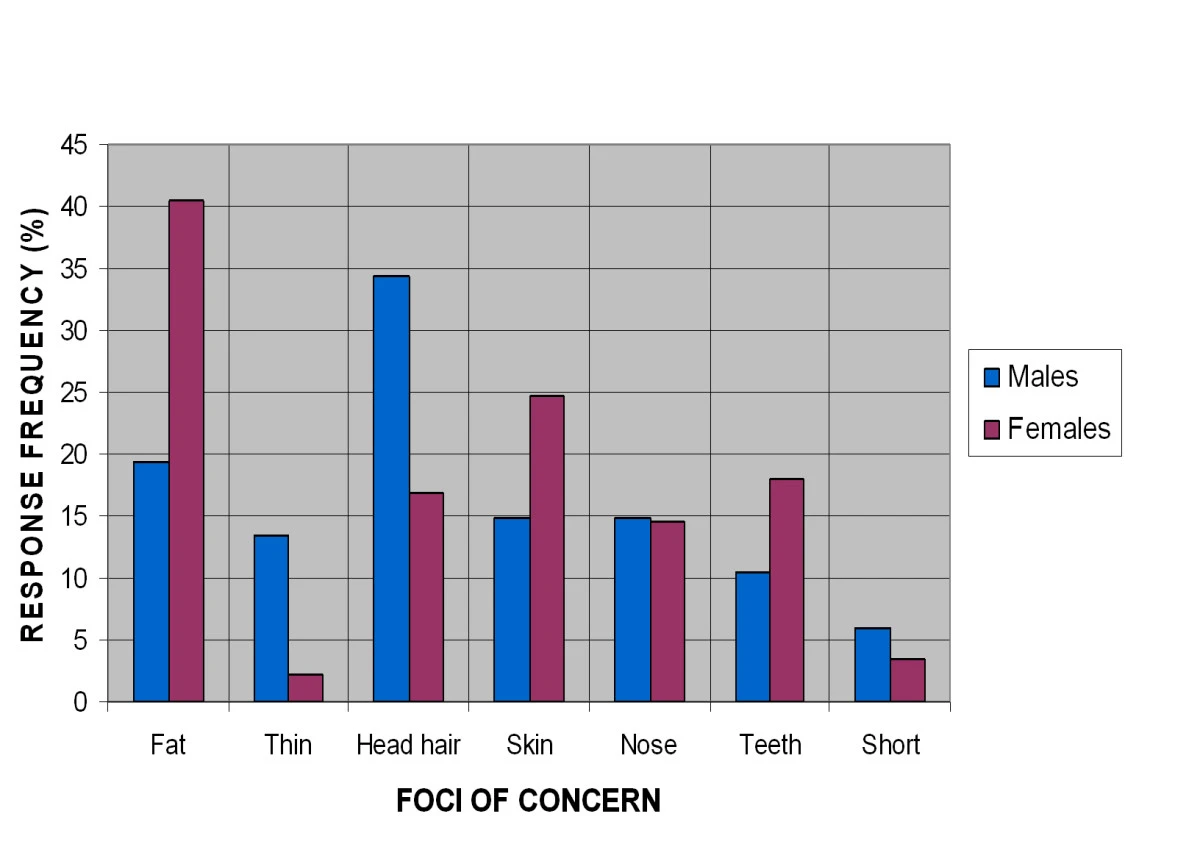 45
40
35
30
25
20
15
10
5
0
RESPONSE FREQUENCY (%)
Fat Thin Head hair Skin Nose Teeth Short
FOCI OF CONCERN
Males
Females